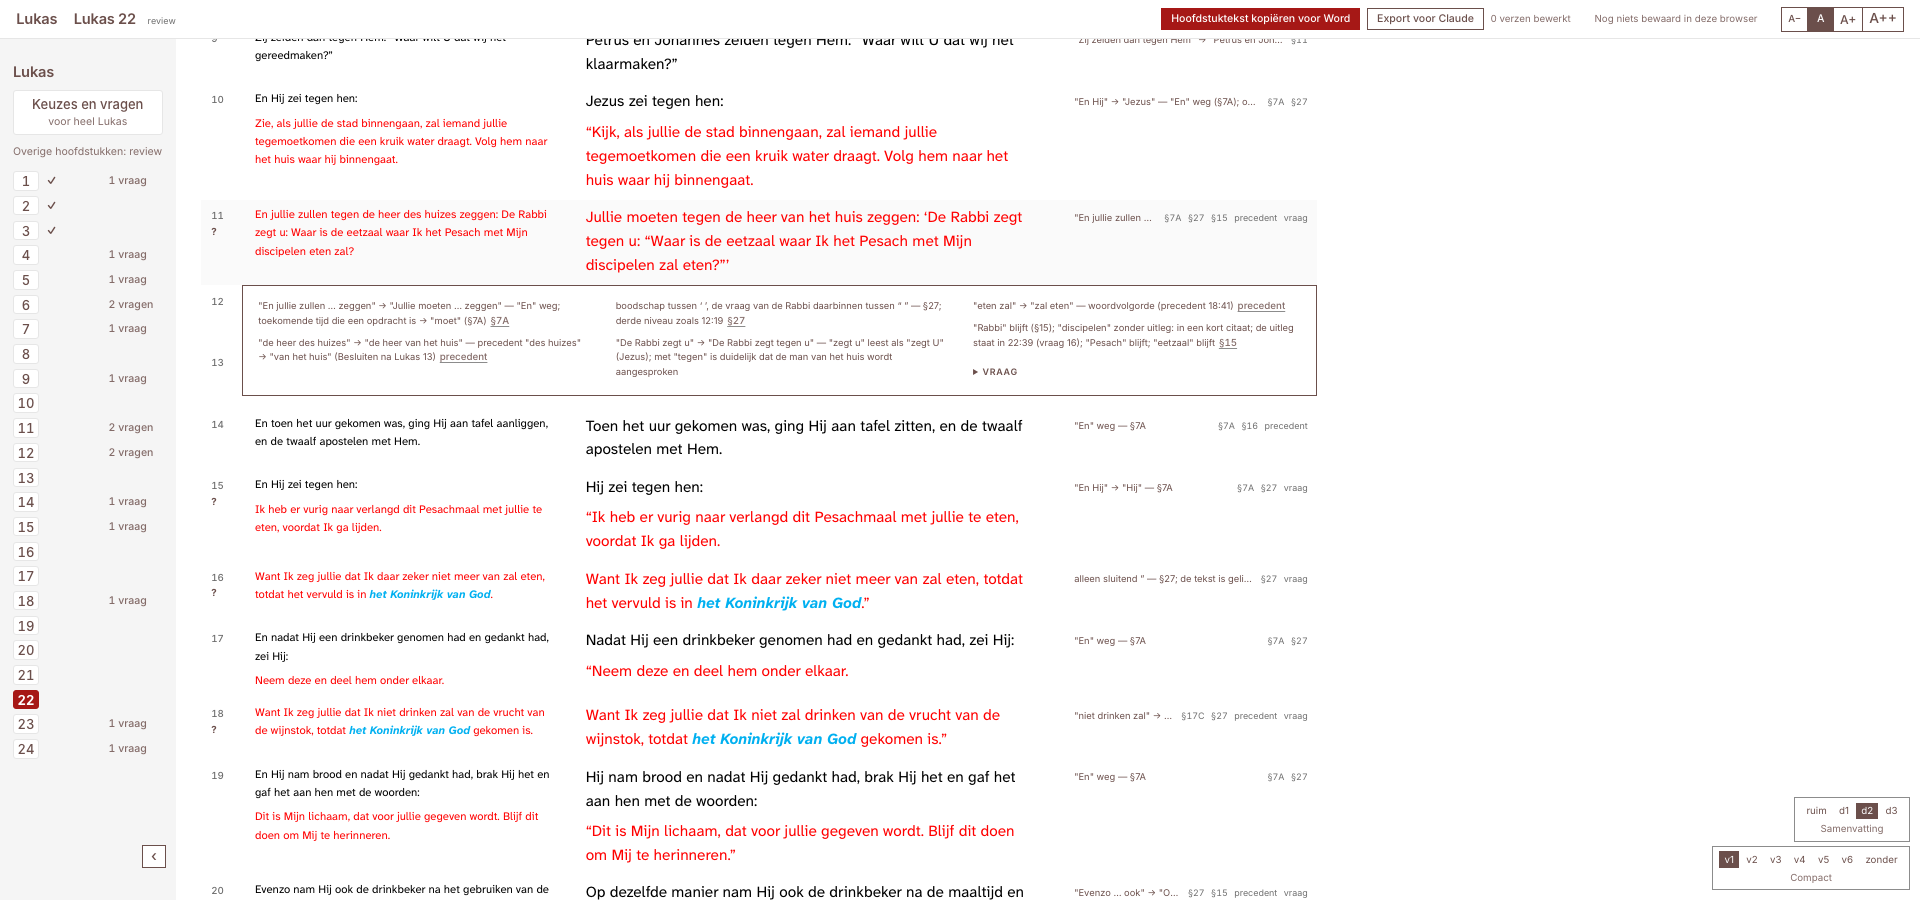 Lukas
Lukas 22
review
Hoofdstuktekst kopiëren voor Word
Export voor Claude
0 verzen bewerkt
Nog niets bewaard in deze browser
A−
A
A+
A++
Lukas
Keuzes en vragen
voor heel Lukas
Overige hoofdstukken: review
1 ✓ 1 vraag
2 ✓
3 ✓
4 1 vraag
5 1 vraag
6 2 vragen
7 1 vraag
8
9 1 vraag
10
11 2 vragen
12 2 vragen
13
14 1 vraag
15 1 vraag
16
17
18 1 vraag
19
20
21
22
23 1 vraag
24 1 vraag
‹
9
Zij zeiden dan tegen Hem: “Waar wilt U dat wij het
gereedmaken?”
Petrus en Johannes zeiden tegen Hem: “Waar wilt U dat wij het
klaarmaken?”
"Zij zeiden dan tegen Hem" → "Petrus en Joh... §11
10
En Hij zei tegen hen:
Zie, als jullie de stad binnengaan, zal iemand jullie
tegemoetkomen die een kruik water draagt. Volg hem naar
het huis waar hij binnengaat.
Jezus zei tegen hen:
“Kijk, als jullie de stad binnengaan, zal iemand jullie
tegemoetkomen die een kruik water draagt. Volg hem naar het
huis waar hij binnengaat.
"En Hij" → "Jezus" — "En" weg (§7A); o... §7A §27
11
?
En jullie zullen tegen de heer des huizes zeggen: De Rabbi
zegt u: Waar is de eetzaal waar Ik het Pesach met Mijn
discipelen eten zal?
Jullie moeten tegen de heer van het huis zeggen: ‘De Rabbi zegt
tegen u: “Waar is de eetzaal waar Ik het Pesach met Mijn
discipelen zal eten?”’
"En jullie zullen ... §7A §27 §15 precedent vraag
12
13
"En jullie zullen ... zeggen" → "Jullie moeten ... zeggen" — "En" weg;
toekomende tijd die een opdracht is → "moet" (§7A) §7A
"de heer des huizes" → "de heer van het huis" — precedent "des huizes"
→ "van het huis" (Besluiten na Lukas 13) precedent
boodschap tussen ‘ ’, de vraag van de Rabbi daarbinnen tussen “ ” — §27;
derde niveau zoals 12:19 §27
"De Rabbi zegt u" → "De Rabbi zegt tegen u" — "zegt u" leest als "zegt U"
(Jezus); met "tegen" is duidelijk dat de man van het huis wordt
aangesproken
"eten zal" → "zal eten" — woordvolgorde (precedent 18:41) precedent
"Rabbi" blijft (§15); "discipelen" zonder uitleg: in een kort citaat; de uitleg
staat in 22:39 (vraag 16); "Pesach" blijft; "eetzaal" blijft §15
▶ VRAAG
14
En toen het uur gekomen was, ging Hij aan tafel aanliggen,
en de twaalf apostelen met Hem.
Toen het uur gekomen was, ging Hij aan tafel zitten, en de twaalf
apostelen met Hem.
"En" weg — §7A §7A §16 precedent
15
?
En Hij zei tegen hen:
Ik heb er vurig naar verlangd dit Pesachmaal met jullie te
eten, voordat Ik ga lijden.
Hij zei tegen hen:
“Ik heb er vurig naar verlangd dit Pesachmaal met jullie te eten,
voordat Ik ga lijden.
"En Hij" → "Hij" — §7A §7A §27 vraag
16
?
Want Ik zeg jullie dat Ik daar zeker niet meer van zal eten,
totdat het vervuld is in het Koninkrijk van God.
Want Ik zeg jullie dat Ik daar zeker niet meer van zal eten, totdat
het vervuld is in het Koninkrijk van God.”
alleen sluitend ” — §27; de tekst is geli... §27 vraag
17
En nadat Hij een drinkbeker genomen had en gedankt had,
zei Hij:
Neem deze en deel hem onder elkaar.
Nadat Hij een drinkbeker genomen had en gedankt had, zei Hij:
“Neem deze en deel hem onder elkaar.
"En" weg — §7A §7A §27
18
?
Want Ik zeg jullie dat Ik niet drinken zal van de vrucht van
de wijnstok, totdat het Koninkrijk van God gekomen is.
Want Ik zeg jullie dat Ik niet zal drinken van de vrucht van de
wijnstok, totdat het Koninkrijk van God gekomen is.”
"niet drinken zal" → ... §17C §27 precedent vraag
19
En Hij nam brood en nadat Hij gedankt had, brak Hij het en
gaf het aan hen met de woorden:
Dit is Mijn lichaam, dat voor jullie gegeven wordt. Blijf dit
doen om Mij te herinneren.
Hij nam brood en nadat Hij gedankt had, brak Hij het en gaf het
aan hen met de woorden:
“Dit is Mijn lichaam, dat voor jullie gegeven wordt. Blijf dit doen
om Mij te herinneren.”
"En" weg — §7A §7A §27
20
Evenzo nam Hij ook de drinkbeker na het gebruiken van de
Op dezelfde manier nam Hij ook de drinkbeker na de maaltijd en
"Evenzo ... ook" → "O... §27 §15 precedent vraag
ruim d1 d2 d3
Samenvatting
v1 v2 v3 v4 v5 v6 zonder
Compact